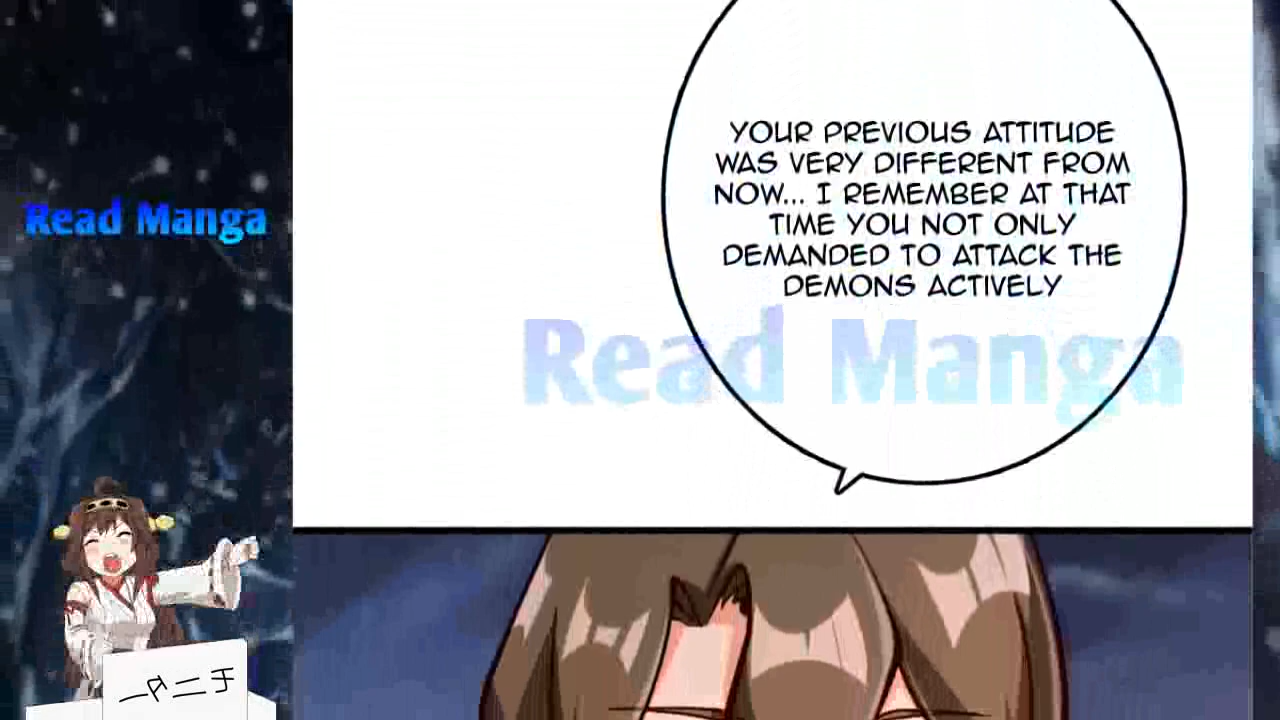 YOUR PREVIOUS ATTITUDE
WAS VERY DIFFERENT FROM
NOW... I REMEMBER AT THAT
TIME YOU NOT ONLY
DEMANDED TO ATTACK THE
DEMONS ACTIVELY
Read Manga
Read Manga